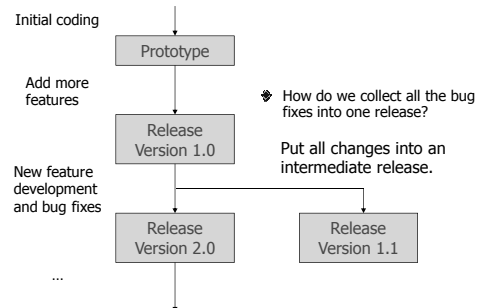 Initial coding
Prototype
Add more
features
How do we collect all the bug
fixes into one release?
Release
Version 1.0
Put all changes into an
intermediate release.
New feature
development
and bug fixes
Release
Version 2.0
Release
Version 1.1
...